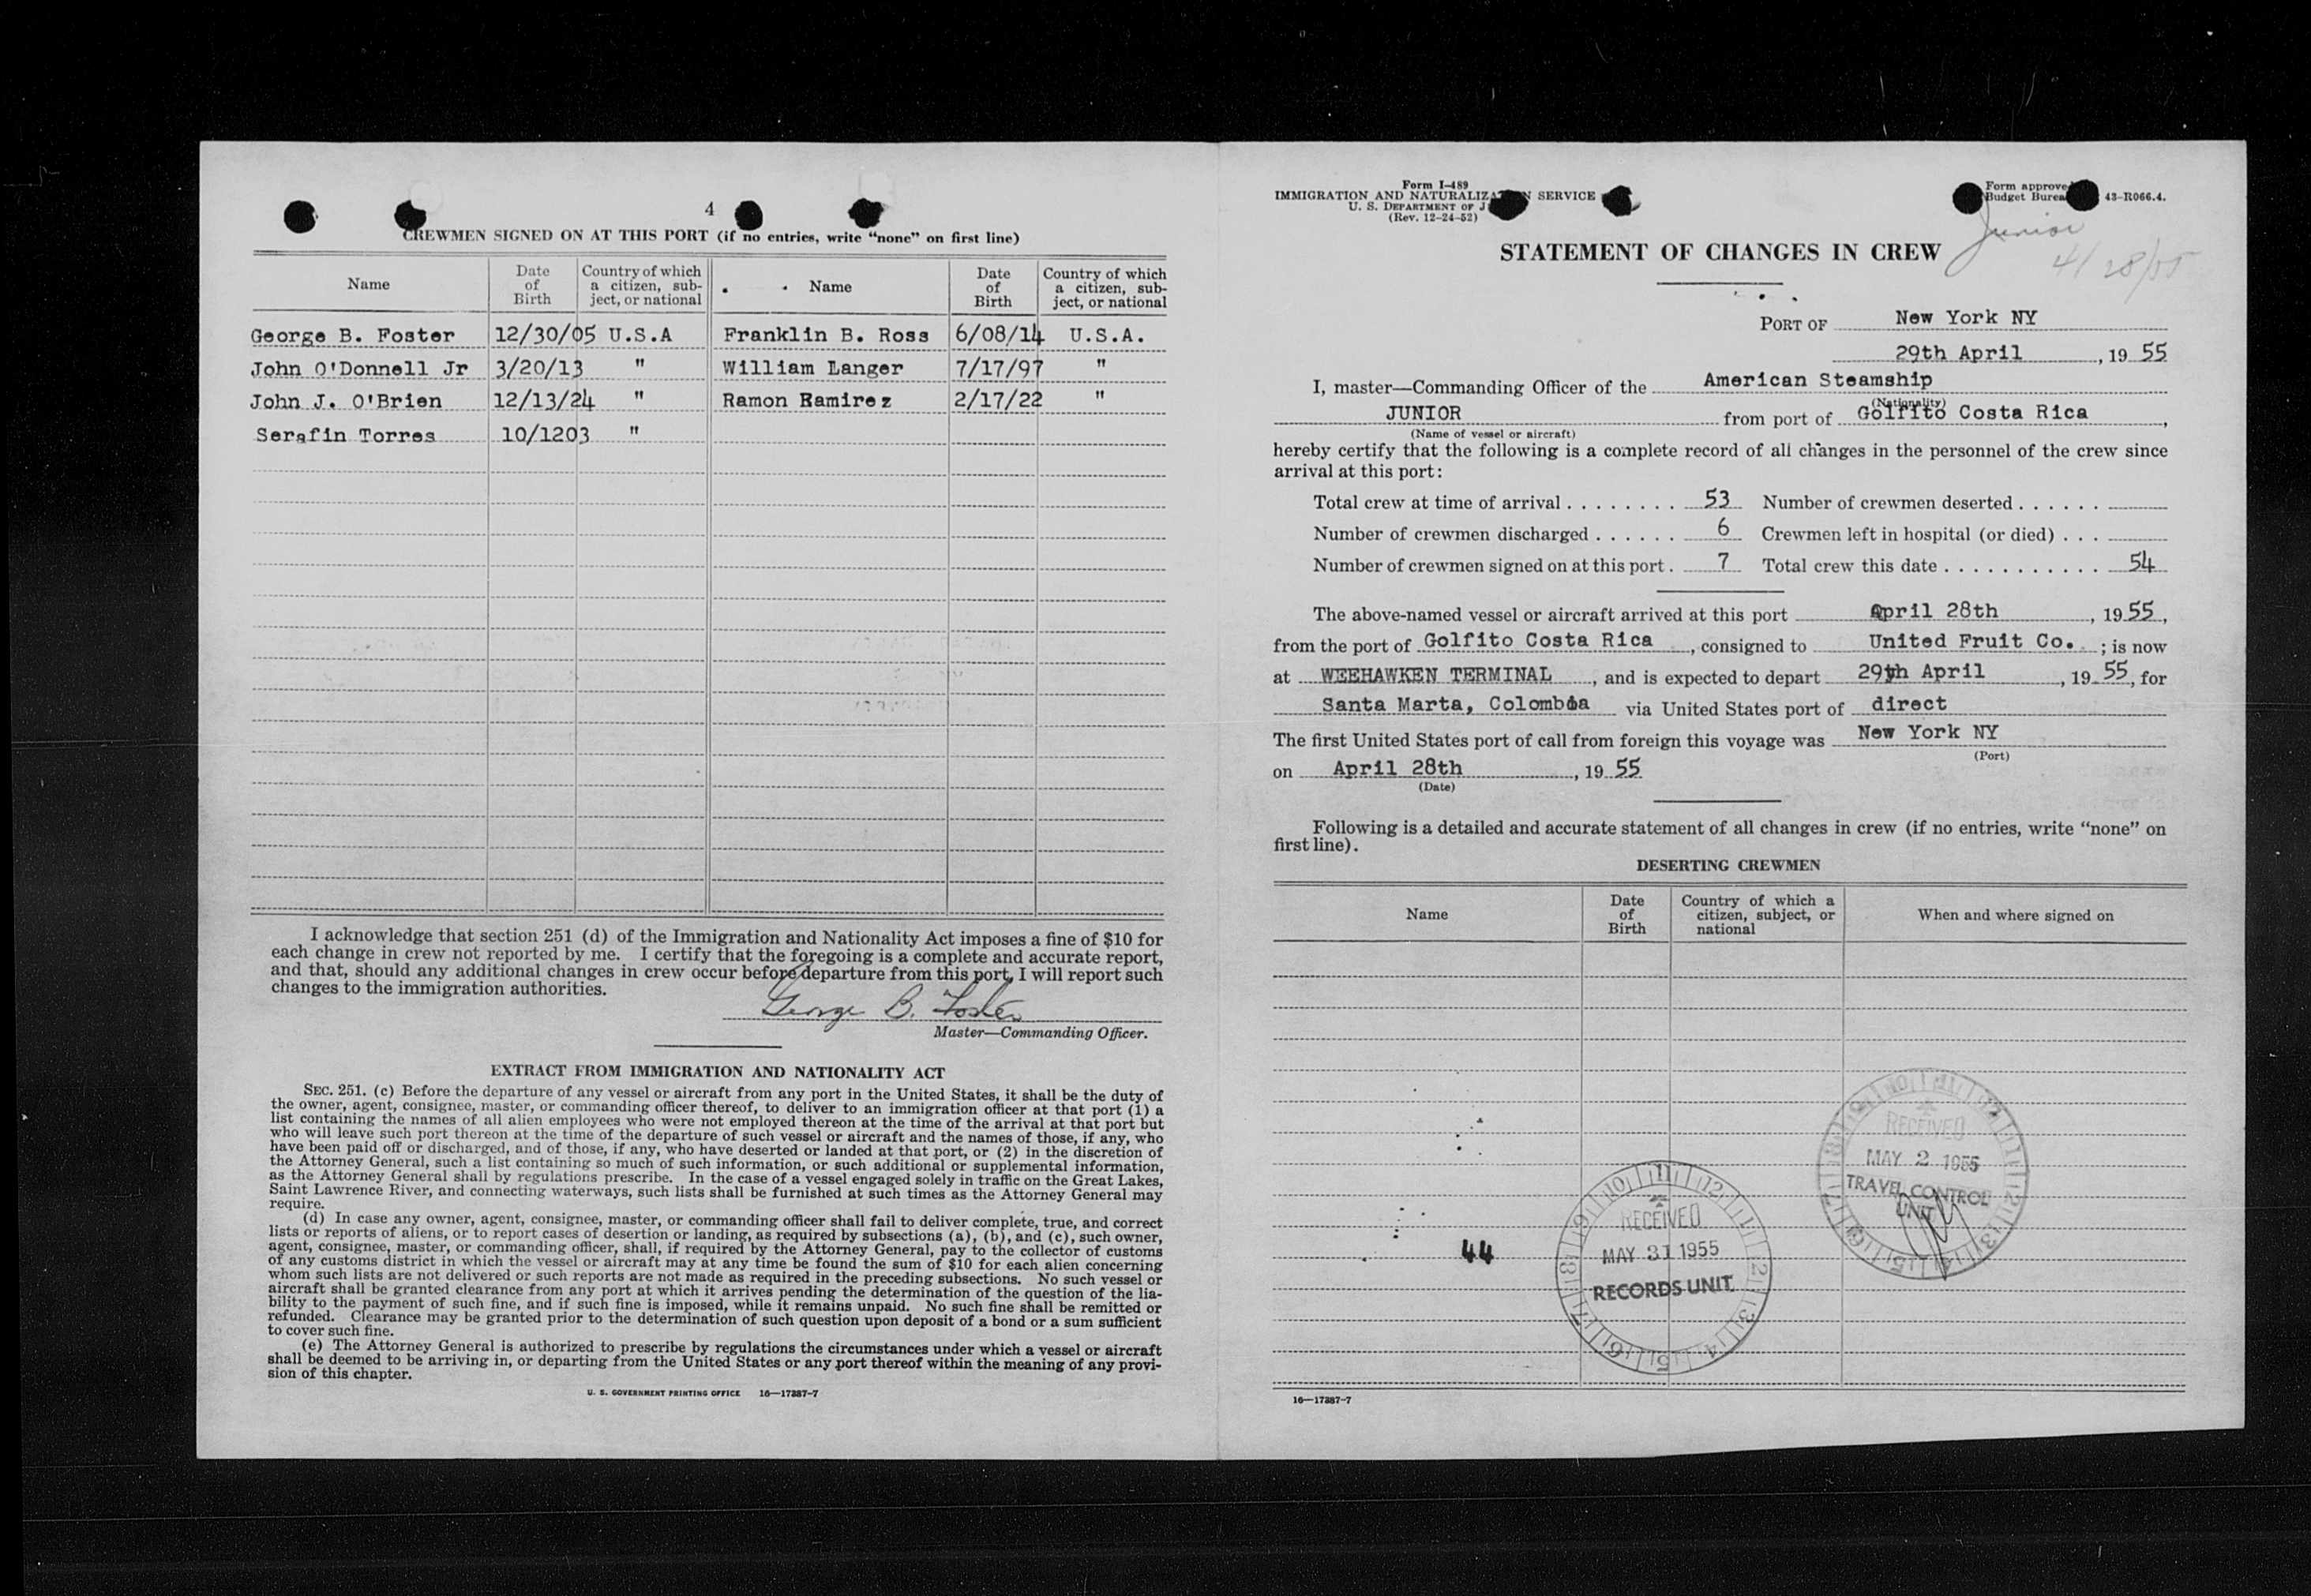 4
CREWMEN SIGNED ON AT THIS PORT (if no entries, write “none” on first line)
Name
Date of Birth
Country of which a citizen, subject, or national
Name
Date of Birth
Country of which a citizen, subject, or national
George B. Foster 12/30/05 U.S.A Franklin B. Ross 6/08/14 U.S.A.
John O'Donnell Jr 3/20/13 " William Langer 7/17/97 "
John J. O'Brien 12/13/24 " Ramon Ramirez 2/17/22 "
Serafin Torres 10/1203 "
I acknowledge that section 251 (d) of the Immigration and Nationality Act imposes a fine of $10 for
each change in crew not reported by me. I certify that the foregoing is a complete and accurate report,
and that, should any additional changes in crew occur before departure from this port, I will report such
changes to the immigration authorities.
George B. Foster
Master—Commanding Officer.
EXTRACT FROM IMMIGRATION AND NATIONALITY ACT
SEC. 251. (c) Before the departure of any vessel or aircraft from any port in the United States, it shall be the duty of
the owner, agent, consignee, master, or commanding officer thereof, to deliver to an immigration officer at that port (1) a
list containing the names of all alien employees who were not employed thereon at the time of the arrival at that port but
who will leave such port thereon at the time of the departure of such vessel or aircraft and the names of those, if any, who
have been paid off or discharged, and of those, if any, who have deserted or landed at that port, or (2) in the discretion of
the Attorney General, such a list containing so much of such information, or such additional or supplemental information,
as the Attorney General shall by regulations prescribe. In the case of a vessel engaged solely in traffic on the Great Lakes,
Saint Lawrence River, and connecting waterways, such lists shall be furnished at such times as the Attorney General may
require.
(d) In case any owner, agent, consignee, master, or commanding officer shall fail to deliver complete, true, and correct
lists or reports of aliens, or to report cases of desertion or landing, as required by subsections (a), (b), and (c), such owner,
agent, consignee, master, or commanding officer, shall, if required by the Attorney General, pay to the collector of customs
of any customs district in which the vessel or aircraft may at any time be found the sum of $10 for each alien concerning
whom such lists are not delivered or such reports are not made as required in the preceding subsections. No such vessel or
aircraft shall be granted clearance from any port at which it arrives pending the determination of the question of the lia-
bility to the payment of such fine, and if such fine is imposed, while it remains unpaid. No such fine shall be remitted or
refunded. Clearance may be granted prior to the determination of such question upon deposit of a bond or a sum sufficient
to cover such fine.
(e) The Attorney General is authorized to prescribe by regulations the circumstances under which a vessel or aircraft
shall be deemed to be arriving in, or departing from the United States or any port thereof within the meaning of any provi-
sion of this chapter.
U. S. GOVERNMENT PRINTING OFFICE 16—17387-7
Form I-489
IMMIGRATION AND NATURALIZATION SERVICE
U. S. DEPARTMENT OF J
(Rev. 12-24-52)
Form approved
Budget Bureau 43-R066.4.
Junior
4/28/55
STATEMENT OF CHANGES IN CREW
PORT OF New York NY
29th April, 19 55
I, master—Commanding Officer of the American Steamship
(Nationality)
JUNIOR from port of Golfito Costa Rica,
(Name of vessel or aircraft)
hereby certify that the following is a complete record of all changes in the personnel of the crew since
arrival at this port:
Total crew at time of arrival . . . . . . . . 53 Number of crewmen deserted . . . . . .
Number of crewmen discharged . . . . . . 6 Crewmen left in hospital (or died) . . .
Number of crewmen signed on at this port . 7 Total crew this date . . . . . . . . . . . 54
The above-named vessel or aircraft arrived at this port April 28th, 19 55,
from the port of Golfito Costa Rica, consigned to United Fruit Co. ; is now
at WEEHAWKEN TERMINAL, and is expected to depart 29th April, 19 55, for
Santa Marta, Colombia via United States port of direct
The first United States port of call from foreign this voyage was New York NY
(Port)
on April 28th, 19 55
(Date)
Following is a detailed and accurate statement of all changes in crew (if no entries, write “none” on
first line).
DESERTING CREWMEN
Name
Date of Birth
Country of which a citizen, subject, or national
When and where signed on
RECEIVED
MAY 2 1955
TRAVEL CONTROL
UNIT
44
RECEIVED
MAY 31 1955
RECORDS UNIT
16—17387-7